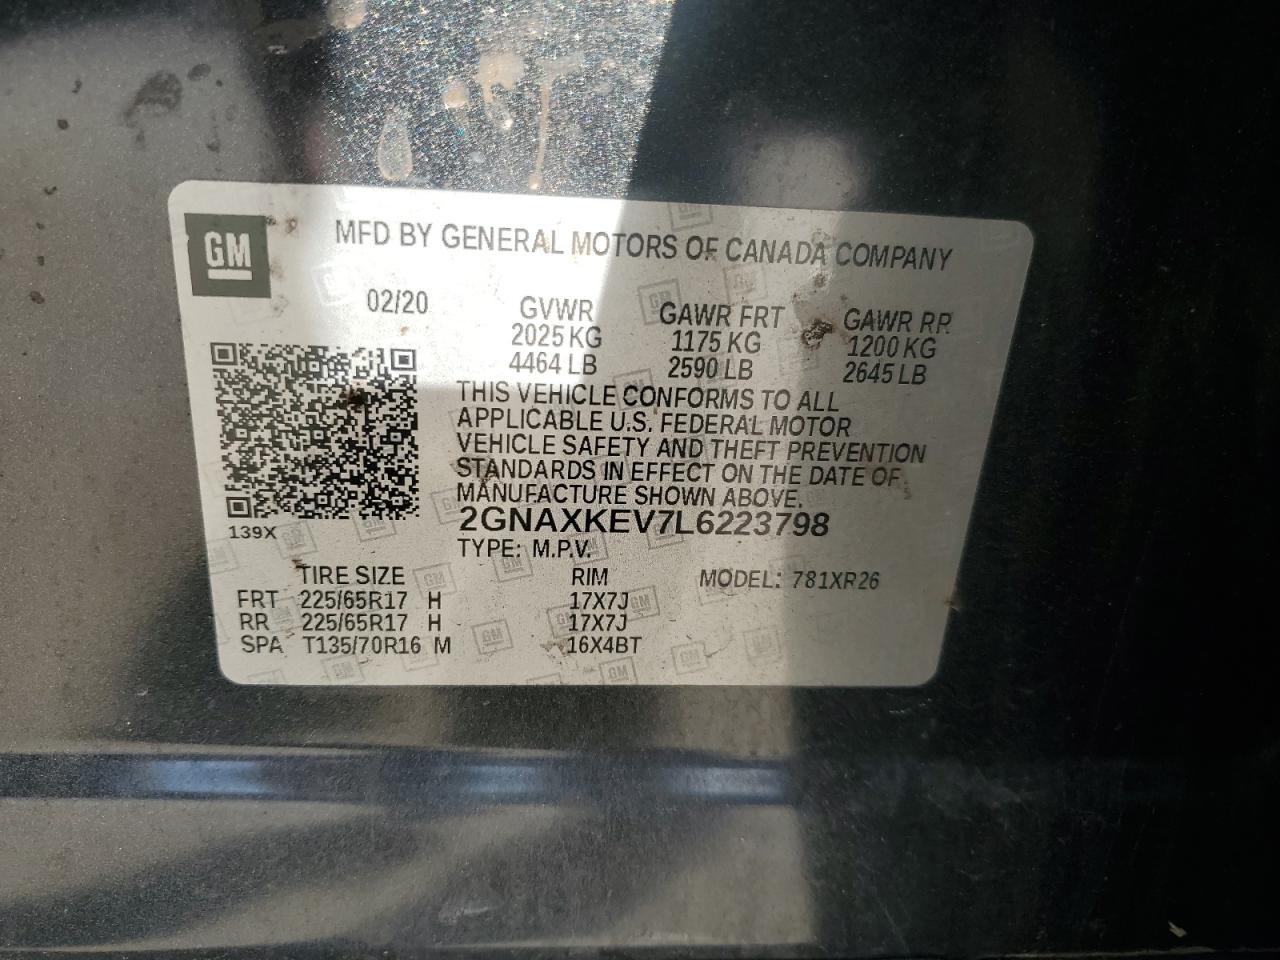 GM
MFD BY GENERAL MOTORS OF CANADA COMPANY
02/20 GVWR GAWR FRT GAWR RR
2025 KG 1175 KG 1200 KG
4464 LB 2590 LB 2645 LB
THIS VEHICLE CONFORMS TO ALL
APPLICABLE U.S. FEDERAL MOTOR
VEHICLE SAFETY AND THEFT PREVENTION
STANDARDS IN EFFECT ON THE DATE OF
MANUFACTURE SHOWN ABOVE.
2GNAXKEV7L6223798
139X
TYPE: M.P.V.
TIRE SIZE RIM MODEL: 781XR26
FRT 225/65R17 H 17X7J
RR 225/65R17 H 17X7J
SPA T135/70R16 M 16X4BT